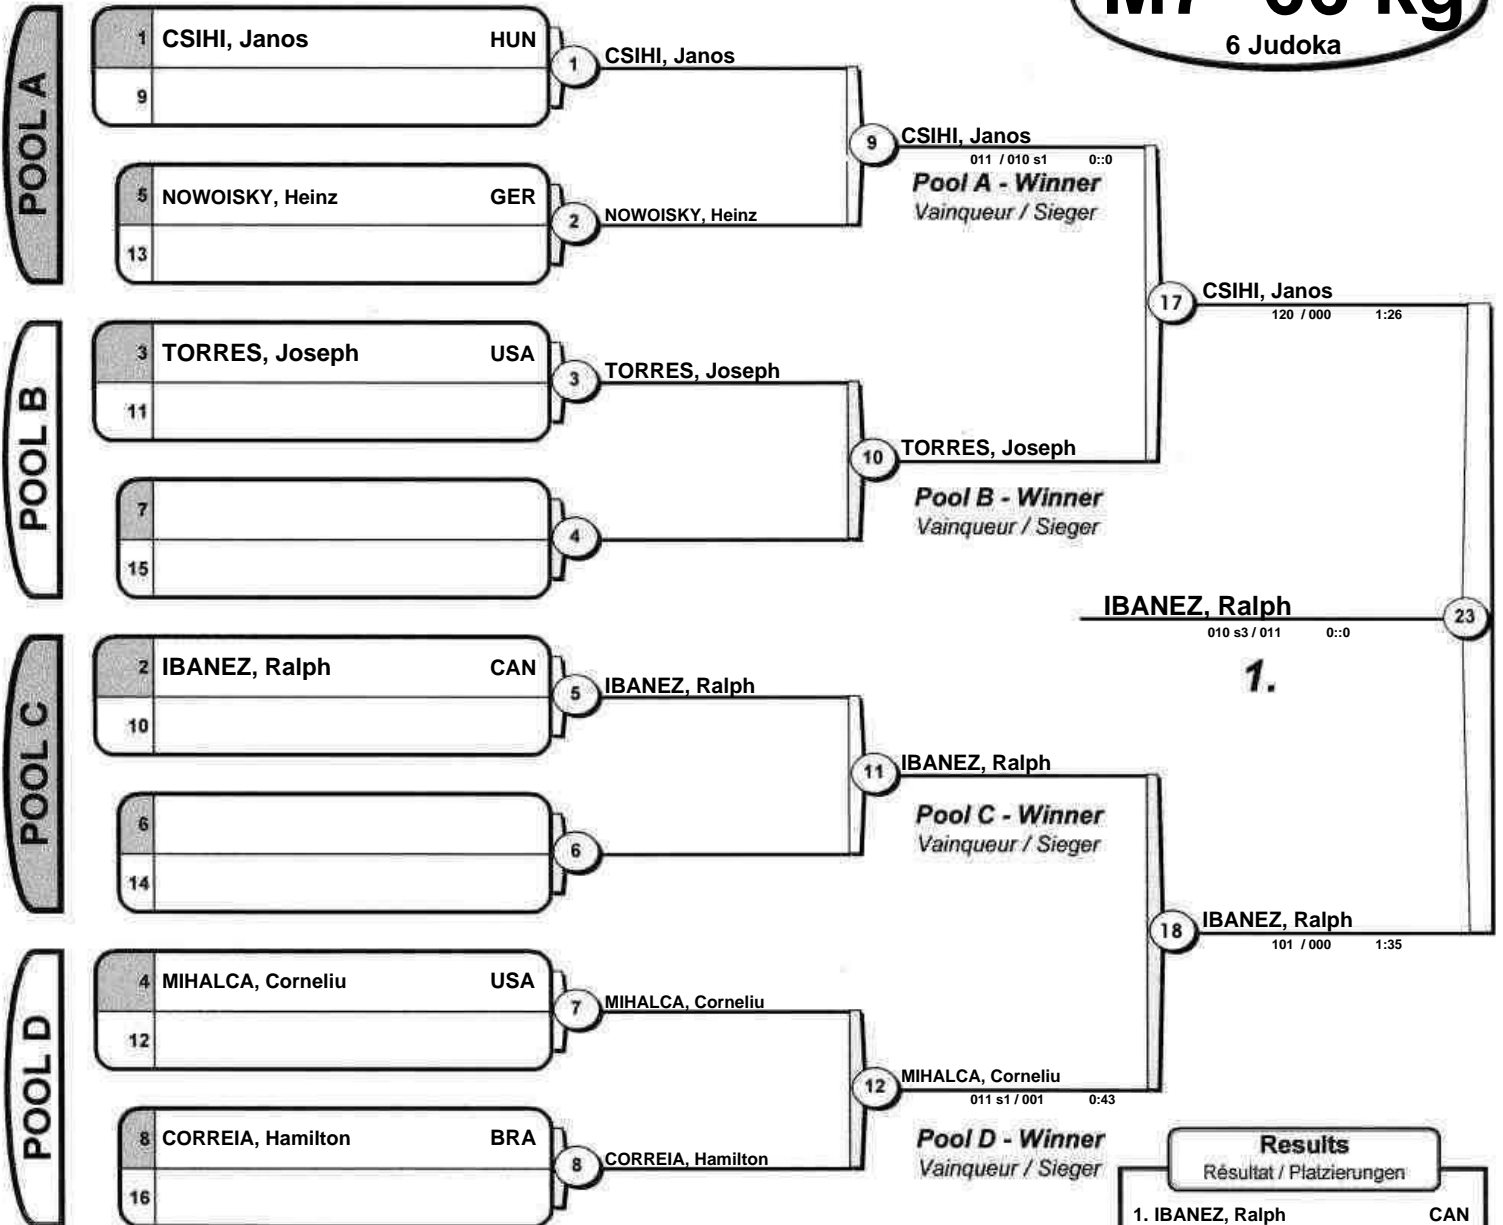 M7 -66 kg
6 Judoka
POOL A
1 CSIHI, Janos HUN
9
5 NOWOISKY, Heinz GER
13
1 CSIHI, Janos
2 NOWOISKY, Heinz
9 CSIHI, Janos
011 / 010 s1 0::0
Pool A - Winner
Vainqueur / Sieger
POOL B
3 TORRES, Joseph USA
11
7
15
3 TORRES, Joseph
4
10 TORRES, Joseph
Pool B - Winner
Vainqueur / Sieger
17 CSIHI, Janos
120 / 000 1:26
POOL C
2 IBANEZ, Ralph CAN
10
6
14
5 IBANEZ, Ralph
6
11 IBANEZ, Ralph
Pool C - Winner
Vainqueur / Sieger
POOL D
4 MIHALCA, Corneliu USA
12
8 CORREIA, Hamilton BRA
16
7 MIHALCA, Corneliu
8 CORREIA, Hamilton
12 MIHALCA, Corneliu
011 s1 / 001 0:43
Pool D - Winner
Vainqueur / Sieger
18 IBANEZ, Ralph
101 / 000 1:35
IBANEZ, Ralph 23
010 s3 / 011 0::0
1.
Results
Résultat / Platzierungen
1. IBANEZ, Ralph CAN